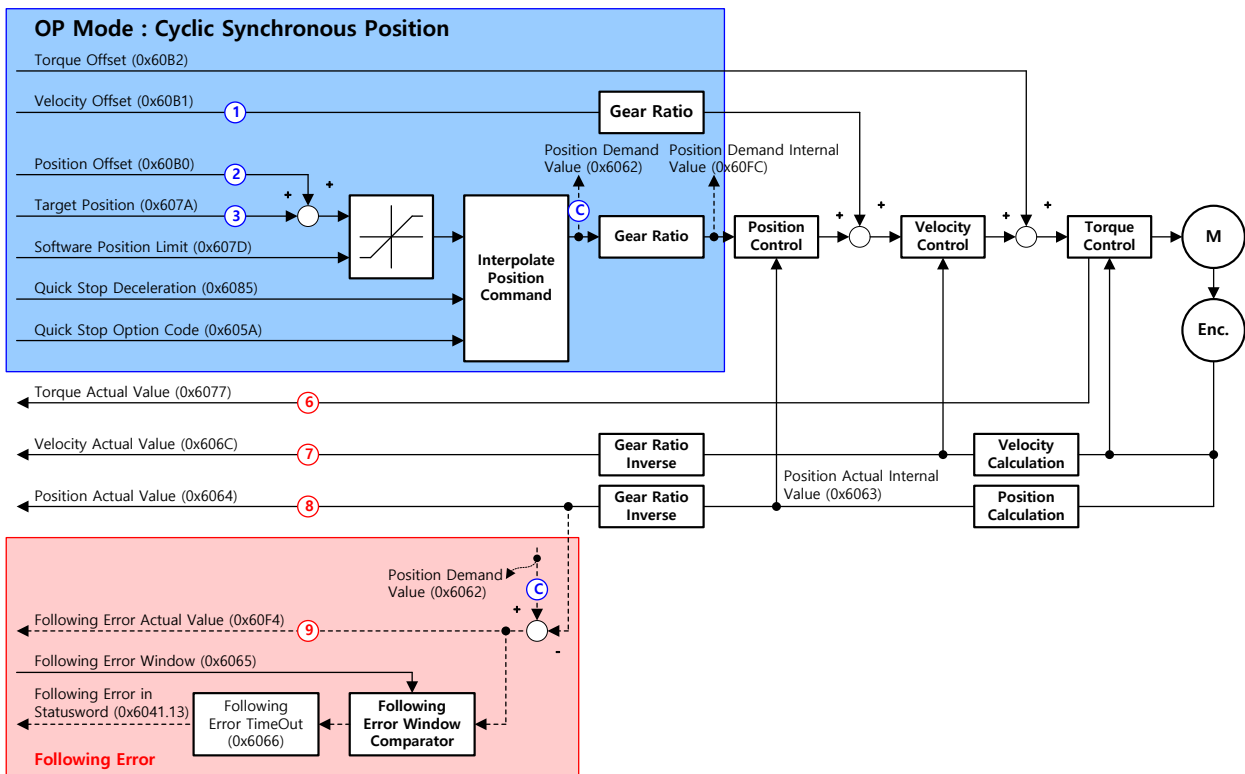 OP Mode : Cyclic Synchronous Position
Torque Offset (0x60B2)
Velocity Offset (0x60B1)
1
Gear Ratio
Position Offset (0x60B0)
2
+
+
Position Demand
Value (0x6062)
Position Demand Internal
Value (0x60FC)
Target Position (0x607A)
3
C
Gear Ratio
Position
Control
+
+
Velocity
Control
+
+
Torque
Control
M
Software Position Limit (0x607D)
Interpolate
Position
Command
Quick Stop Deceleration (0x6085)
Quick Stop Option Code (0x605A)
Enc.
Torque Actual Value (0x6077)
6
Velocity Actual Value (0x606C)
7
Gear Ratio
Inverse
Velocity
Calculation
Position Actual Value (0x6064)
8
Gear Ratio
Inverse
Position Actual Internal
Value (0x6063)
Position
Calculation
Position Demand
Value (0x6062)
C
+
-
Following Error Actual Value (0x60F4)
9
Following Error Window (0x6065)
Following Error in
Statusword (0x6041.13)
Following
Error TimeOut
(0x6066)
Following
Error Window
Comparator
Following Error